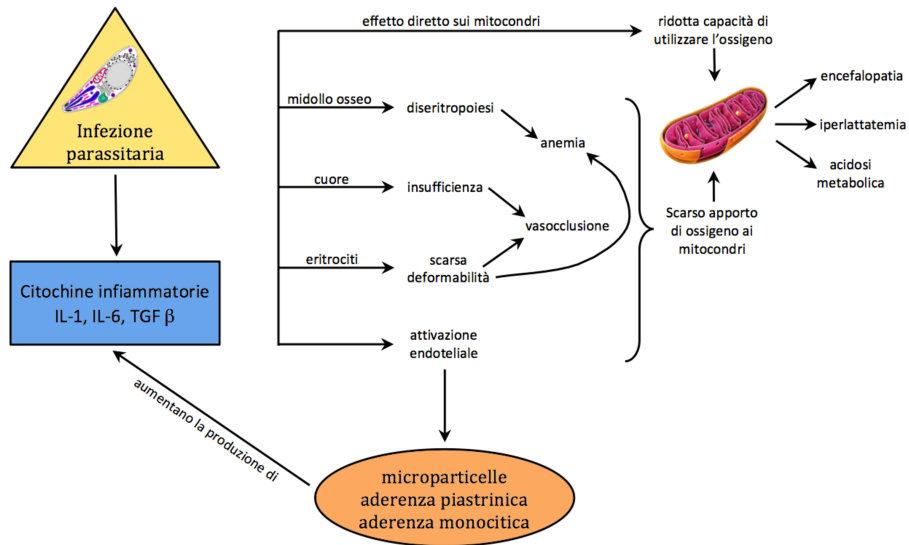 Infezione
parassitaria
Citochine infiammatorie
IL-1, IL-6, TGF β
aumentano la produzione di
effetto diretto sui mitocondri
midollo osseo
diseritropoiesi
anemia
cuore
insufficienza
vasocclusione
eritrociti
scarsa
deformabilità
attivazione
endoteliale
microparticelle
aderenza piastrinica
aderenza monocitica
ridotta capacità di
utilizzare l'ossigeno
Scarso apporto
di ossigeno ai
mitocondri
encefalopatia
iperlattatemia
acidosi
metabolica